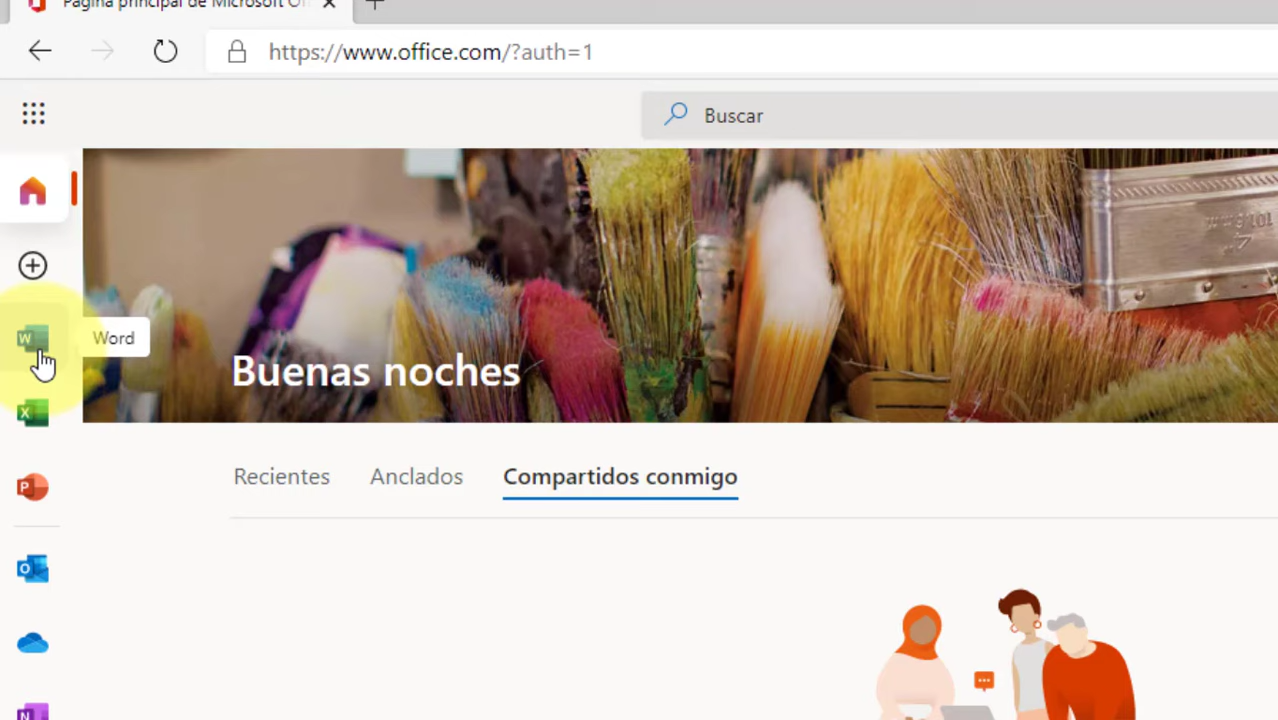 Página principal de Microsoft Of
https://www.office.com/?auth=1
Buscar
Word
Buenas noches
Recientes
Anclados
Compartidos conmigo